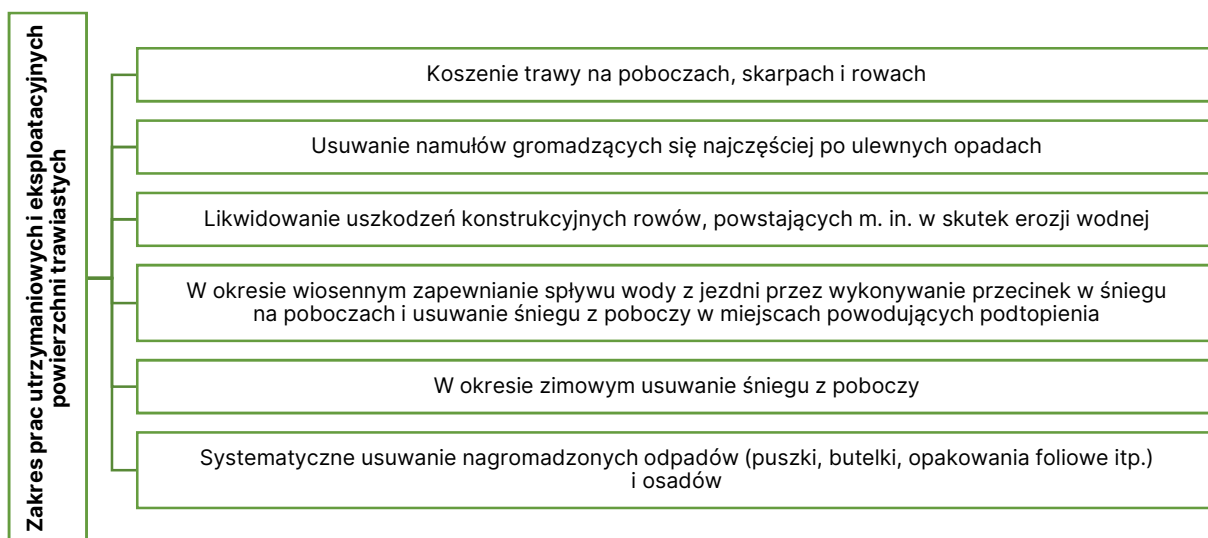 Zakres prac utrzymaniowych i eksploatacyjnych
powierzchni trawiastych
Koszenie trawy na poboczach, skarpach i rowach
Usuwanie namułów gromadzących się najczęściej po ulewnych opadach
Likwidowanie uszkodzeń konstrukcyjnych rowów, powstających m. in. w skutek erozji wodnej
W okresie wiosennym zapewnianie spływu wody z jezdni przez wykonywanie przecinek w śniegu
na poboczach i usuwanie śniegu z poboczy w miejscach powodujących podtopienia
W okresie zimowym usuwanie śniegu z poboczy
Systematyczne usuwanie nagromadzonych odpadów (puszki, butelki, opakowania foliowe itp.)
i osadów